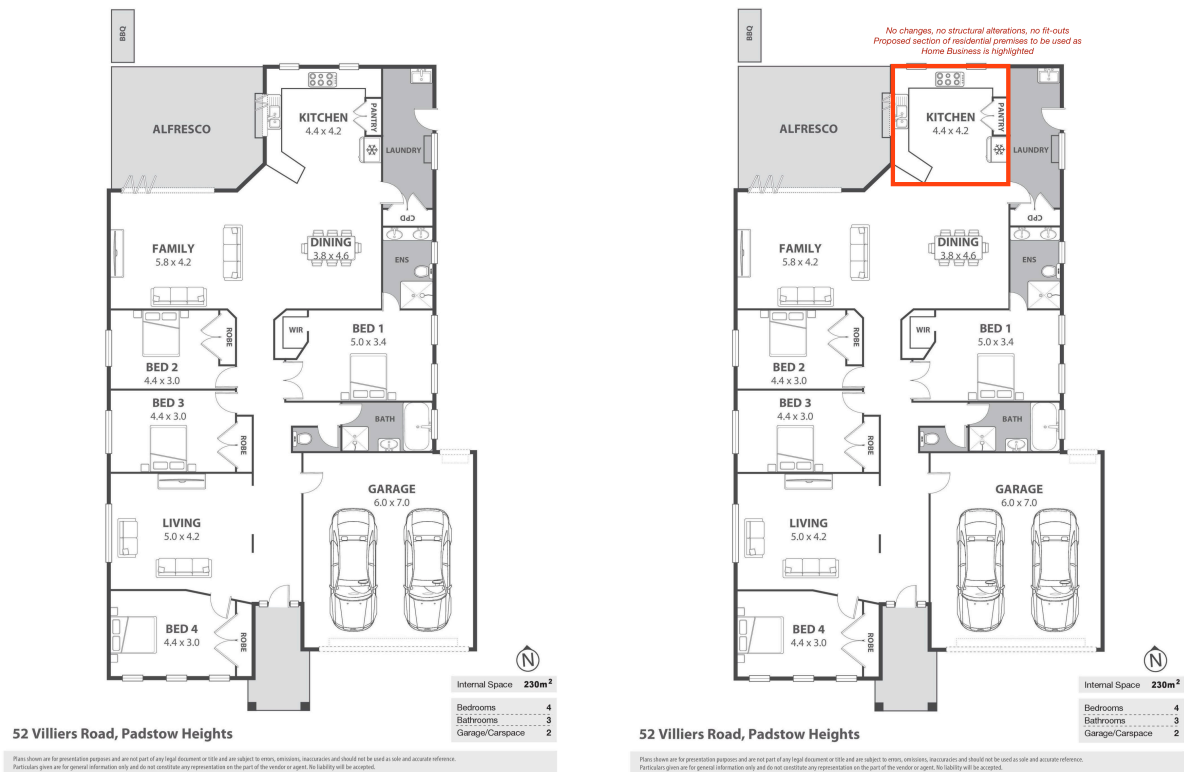 BBQ
ALFRESCO
KITCHEN
4.4 x 4.2
PANTRY
LAUNDRY
CPD
FAMILY
5.8 x 4.2
DINING
3.8 x 4.6
ENS
WIR
BED 1
5.0 x 3.4
ROBE
BED 2
4.4 x 3.0
BED 3
4.4 x 3.0
ROBE
BATH
GARAGE
6.0 x 7.0
LIVING
5.0 x 4.2
BED 4
4.4 x 3.0
ROBE
N
Internal Space 230m²
Bedrooms 4
Bathrooms 3
Garage/Carspace 2
52 Villiers Road, Padstow Heights
Plans shown are for presentation purposes and are not part of any legal document or title and are subject to errors, omissions, inaccuracies and should not be used as sole and accurate reference.
Particulars given are for general information only and do not constitute any representation on the part of the vendor or agent. No liability will be accepted.
No changes, no structural alterations, no fit-outs
Proposed section of residential premises to be used as
Home Business is highlighted
BBQ
ALFRESCO
KITCHEN
4.4 x 4.2
PANTRY
LAUNDRY
CPD
FAMILY
5.8 x 4.2
DINING
3.8 x 4.6
ENS
WIR
BED 1
5.0 x 3.4
ROBE
BED 2
4.4 x 3.0
BED 3
4.4 x 3.0
ROBE
BATH
GARAGE
6.0 x 7.0
LIVING
5.0 x 4.2
BED 4
4.4 x 3.0
ROBE
N
Internal Space 230m²
Bedrooms 4
Bathrooms 3
Garage/Carspace 2
52 Villiers Road, Padstow Heights
Plans shown are for presentation purposes and are not part of any legal document or title and are subject to errors, omissions, inaccuracies and should not be used as sole and accurate reference.
Particulars given are for general information only and do not constitute any representation on the part of the vendor or agent. No liability will be accepted.